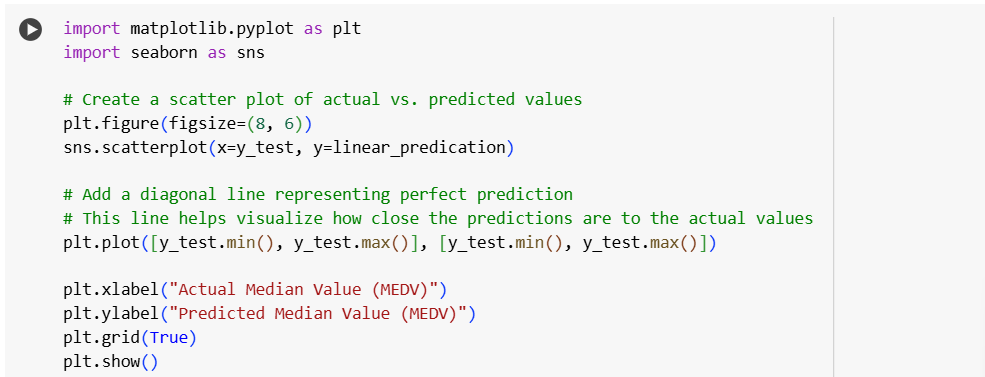 import matplotlib.pyplot as plt
import seaborn as sns
# Create a scatter plot of actual vs. predicted values
plt.figure(figsize=(8, 6))
sns.scatterplot(x=y_test, y=linear_predication)
# Add a diagonal line representing perfect prediction
# This line helps visualize how close the predictions are to the actual values
plt.plot([y_test.min(), y_test.max()], [y_test.min(), y_test.max()])
plt.xlabel("Actual Median Value (MEDV)")
plt.ylabel("Predicted Median Value (MEDV)")
plt.grid(True)
plt.show()